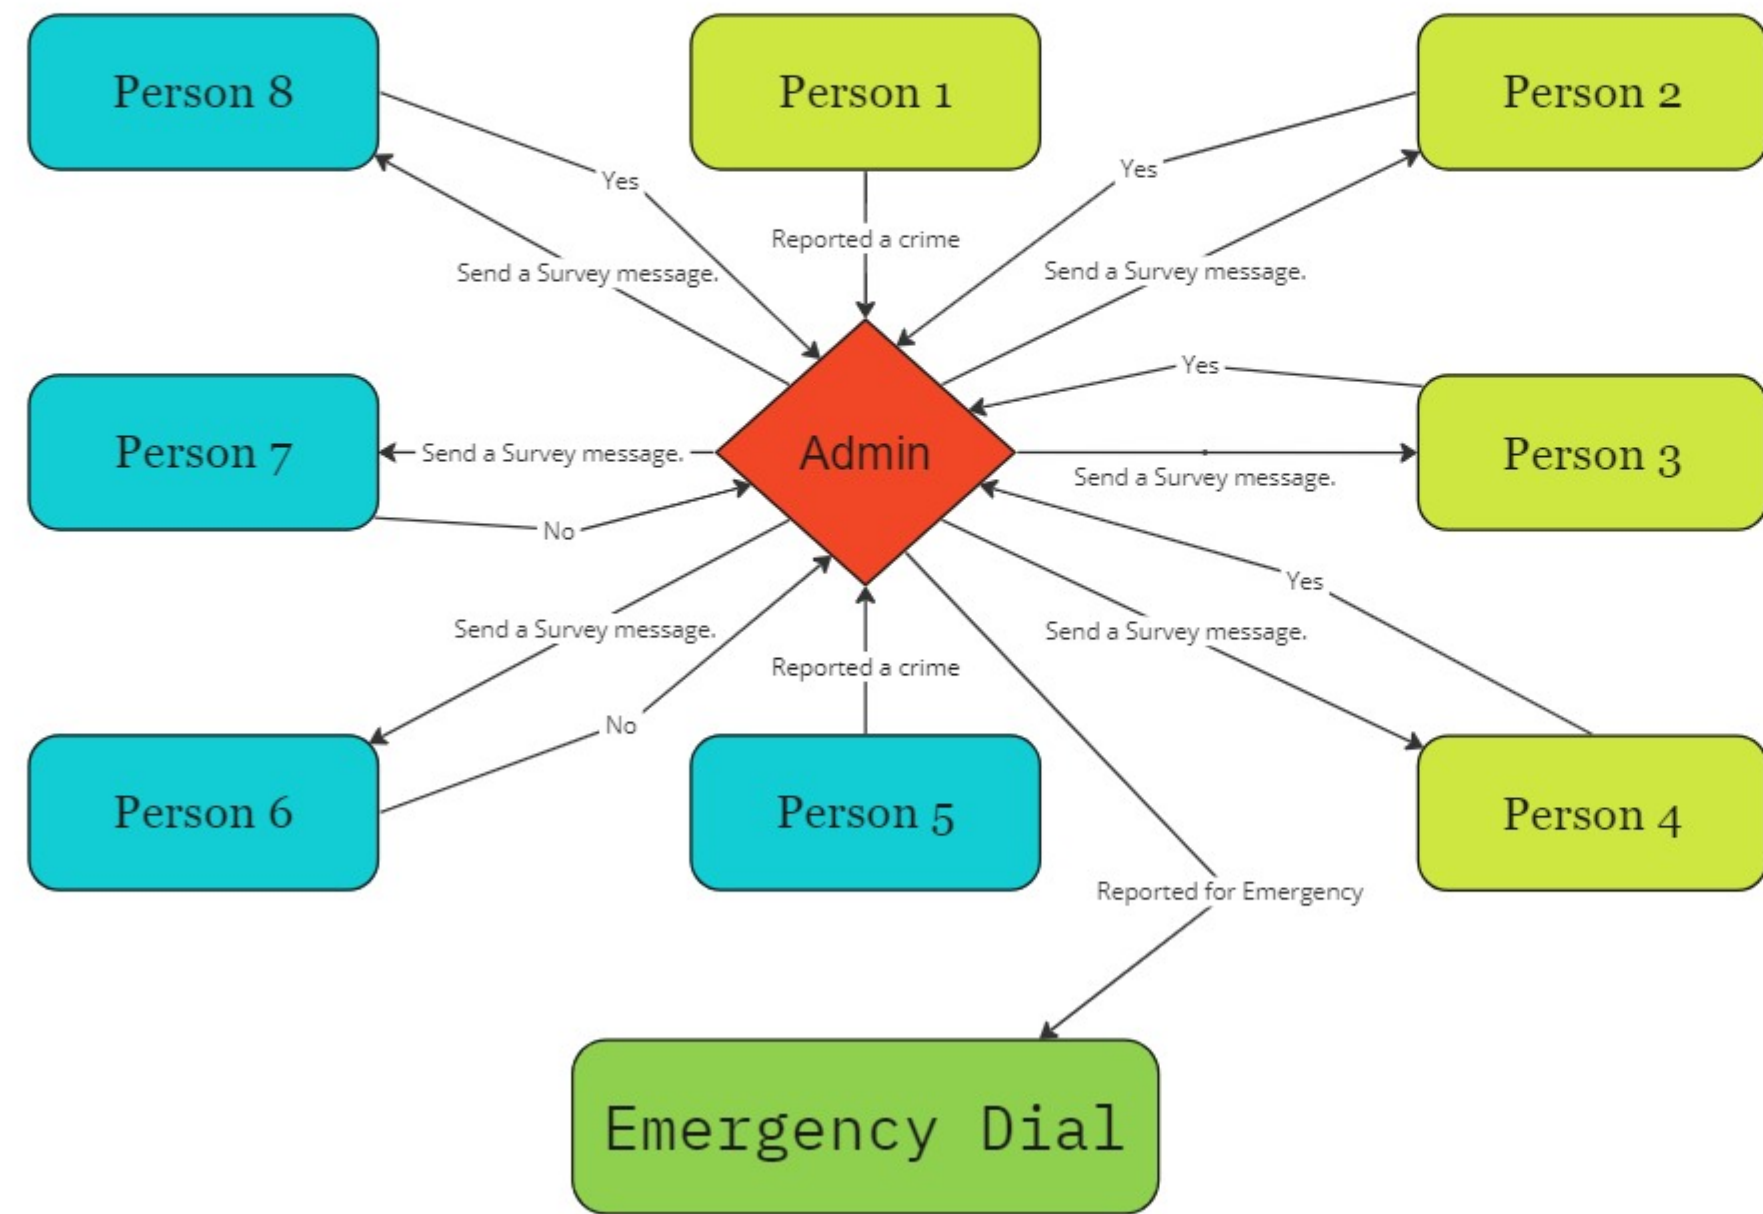 Person 8
Person 1
Person 2
Yes
Yes
Reported a crime
Send a Survey message.
Send a Survey message.
Yes
Person 7
Send a Survey message.
Admin
Person 3
Send a Survey message.
No
Yes
Send a Survey message.
Send a Survey message.
Reported a crime
No
Person 6
Person 5
Person 4
Reported for Emergency
Emergency Dial